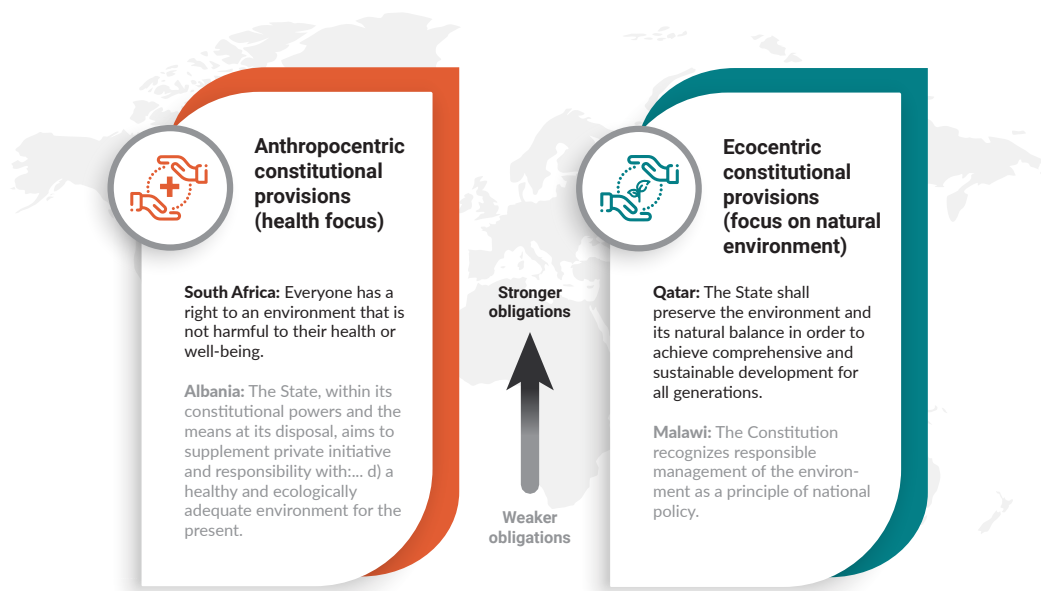 Anthropocentric
constitutional
provisions
(health focus)
South Africa: Everyone has a
right to an environment that is
not harmful to their health or
well-being.
Albania: The State, within its
constitutional powers and the
means at its disposal, aims to
supplement private initiative
and responsibility with:... d) a
healthy and ecologically
adequate environment for the
present.
Stronger
obligations
Weaker
obligations
Ecocentric
constitutional
provisions
(focus on natural
environment)
Qatar: The State shall
preserve the environment and
its natural balance in order to
achieve comprehensive and
sustainable development for
all generations.
Malawi: The Constitution
recognizes responsible
management of the environ-
ment as a principle of national
policy.